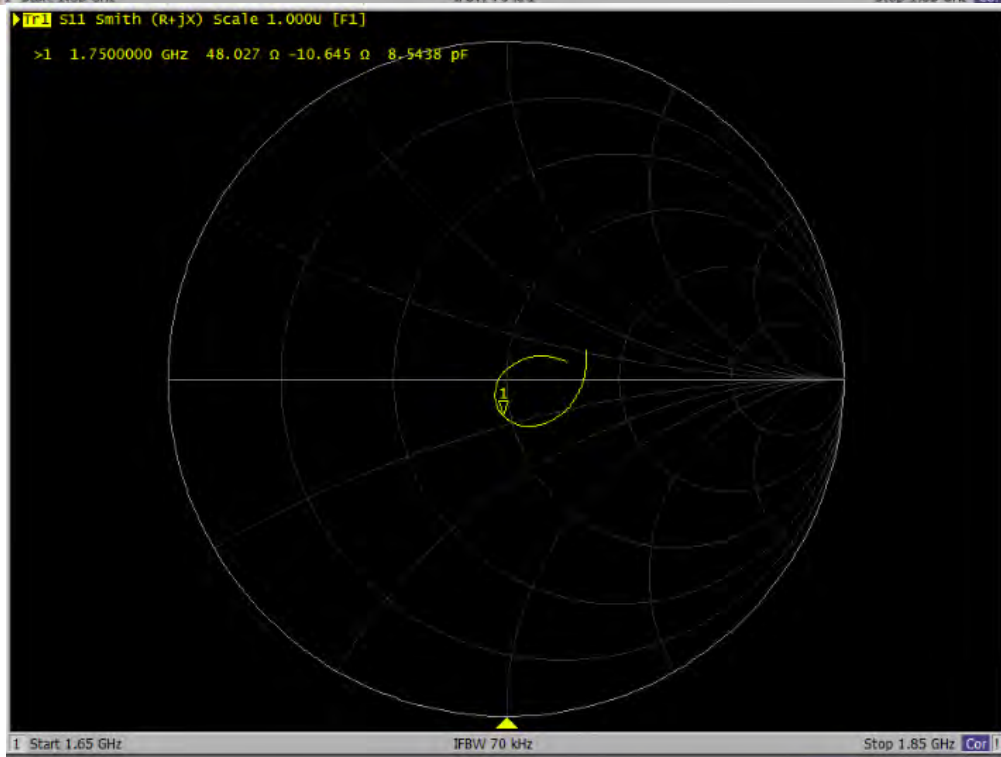 Tr1 S11 Smith (R+jX) Scale 1.000U [F1]
>1 1.7500000 GHz 48.027 Ω -10.645 Ω 8.5438 pF
1
1 Start 1.65 GHz IFBW 70 kHz Stop 1.85 GHz Cor !